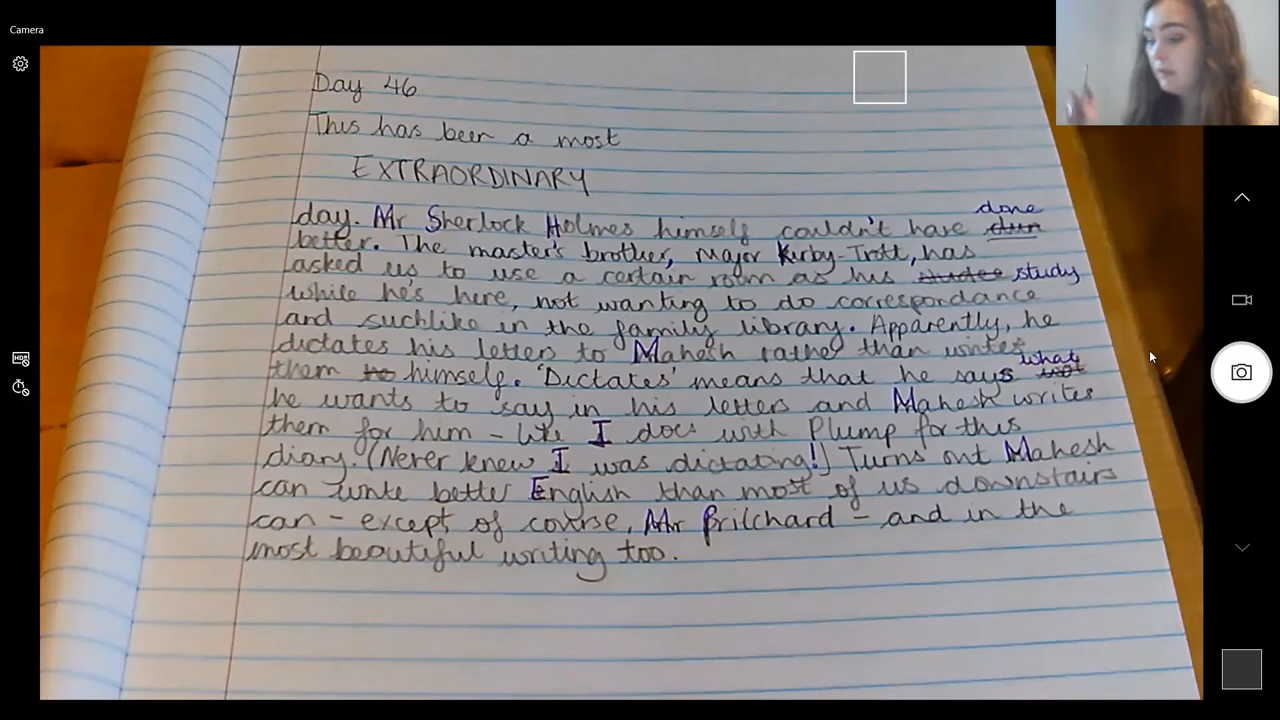 Camera
Day 46
This has been a most
EXTRAORDINARY
done
day. Mr Sherlock Holmes himself couldn't have dun
better. The master's brother, Major Kirby-Trott, has
asked us to use a certain room as his study
while he's here, not wanting to do correspondance
and suchlike in the family library. Apparently, he
dictates his letters to Mahesh rather than writes
what
them to himself. 'Dictates' means that he says wot
he wants to say in his letters and Mahesh writes
them for him - like I does with Plump for this
diary. (Never knew I was dictating!) Turns out Mahesh
can write better English than most of us downstairs
can - except of course, Mr Prilchard - and in the
most beautiful writing too.